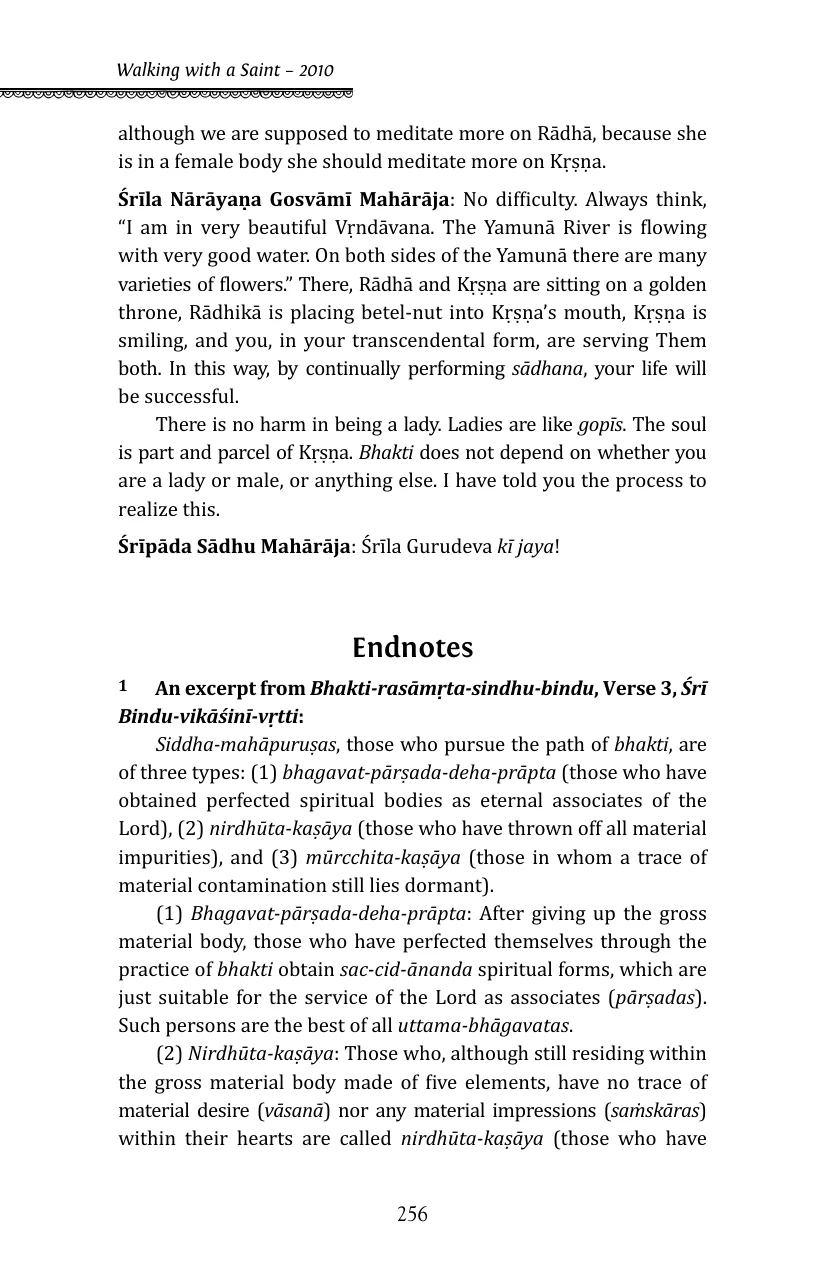 Walking with a Saint – 2010
although we are supposed to meditate more on Rādhā, because she
is in a female body she should meditate more on Kṛṣṇa.
Śrīla Nārāyaṇa Gosvāmī Mahārāja: No difficulty. Always think,
“I am in very beautiful Vṛndāvana. The Yamunā River is flowing
with very good water. On both sides of the Yamunā there are many
varieties of flowers.” There, Rādhā and Kṛṣṇa are sitting on a golden
throne, Rādhikā is placing betel-nut into Kṛṣṇa’s mouth, Kṛṣṇa is
smiling, and you, in your transcendental form, are serving Them
both. In this way, by continually performing sādhana, your life will
be successful.
There is no harm in being a lady. Ladies are like gopīs. The soul
is part and parcel of Kṛṣṇa. Bhakti does not depend on whether you
are a lady or male, or anything else. I have told you the process to
realize this.
Śrīpāda Sādhu Mahārāja: Śrīla Gurudeva kī jaya!
Endnotes
1 An excerpt from Bhakti-rasāmṛta-sindhu-bindu, Verse 3, Śrī
Bindu-vikāśinī-vṛtti:
Siddha-mahāpuruṣas, those who pursue the path of bhakti, are
of three types: (1) bhagavat-pārṣada-deha-prāpta (those who have
obtained perfected spiritual bodies as eternal associates of the
Lord), (2) nirdhūta-kaṣāya (those who have thrown off all material
impurities), and (3) mūrcchita-kaṣāya (those in whom a trace of
material contamination still lies dormant).
(1) Bhagavat-pārṣada-deha-prāpta: After giving up the gross
material body, those who have perfected themselves through the
practice of bhakti obtain sac-cid-ānanda spiritual forms, which are
just suitable for the service of the Lord as associates (pārṣadas).
Such persons are the best of all uttama-bhāgavatas.
(2) Nirdhūta-kaṣāya: Those who, although still residing within
the gross material body made of five elements, have no trace of
material desire (vāsanā) nor any material impressions (saṁskāras)
within their hearts are called nirdhūta-kaṣāya (those who have
256